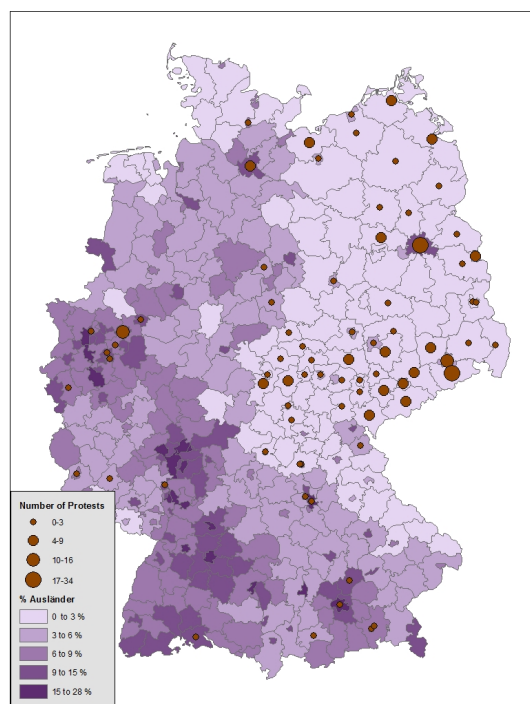 Number of Protests
0-3
4-9
10-16
17-34
% Ausländer
0 to 3 %
3 to 6 %
6 to 9 %
9 to 15 %
15 to 28 %